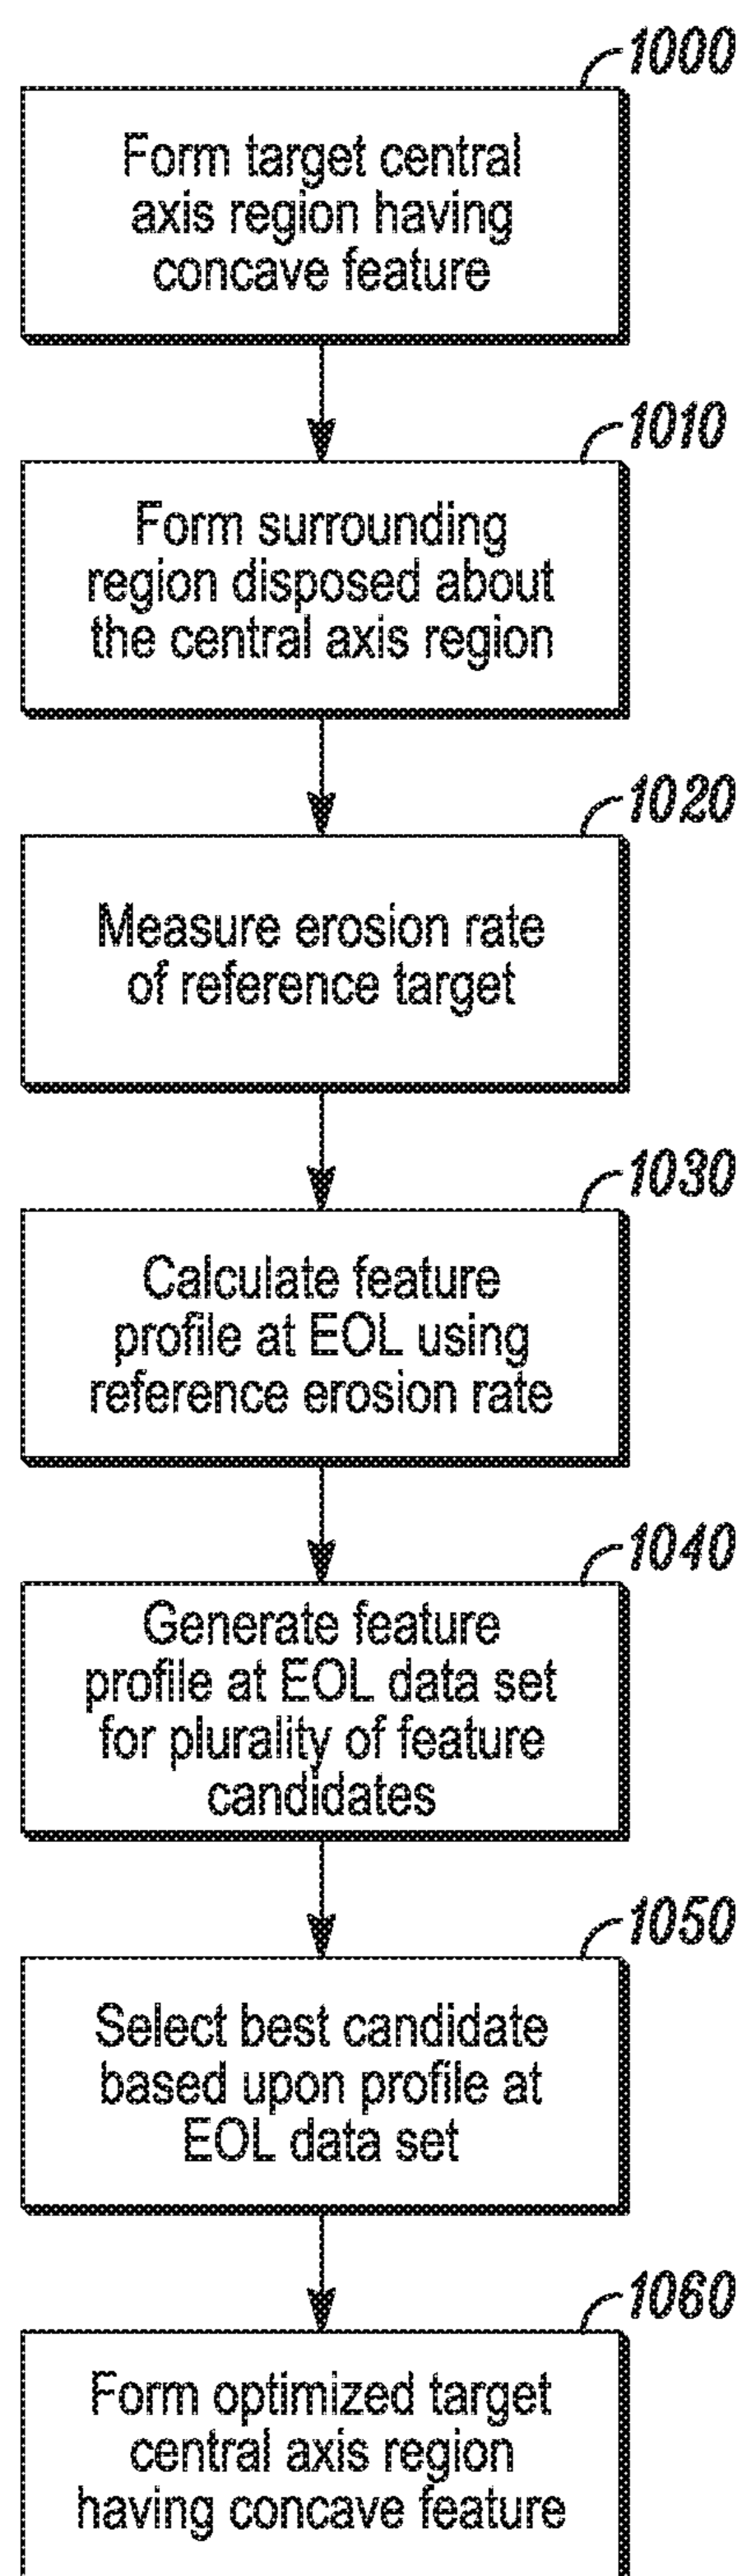 1000
Form target central
axis region having
concave feature
1010
Form surrounding
region disposed about
the central axis region
1020
Measure erosion rate
of reference target
1030
Calculate feature
profile at EOL using
reference erosion rate
1040
Generate feature
profile at EOL data set
for plurality of feature
candidates
1050
Select best candidate
based upon profile at
EOL data set
1060
Form optimized target
central axis region
having concave feature